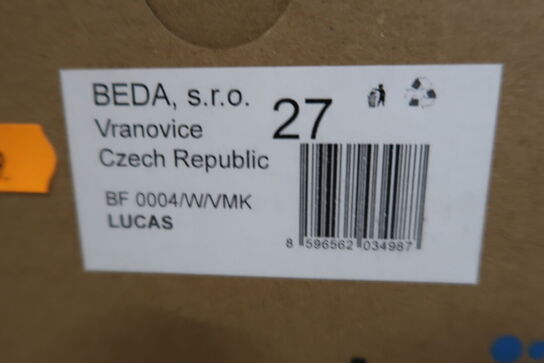 BEDA, s.r.o.
27
Vranovice
Czech Republic
BF 0004/W/VMK
LUCAS
8 596562 034987